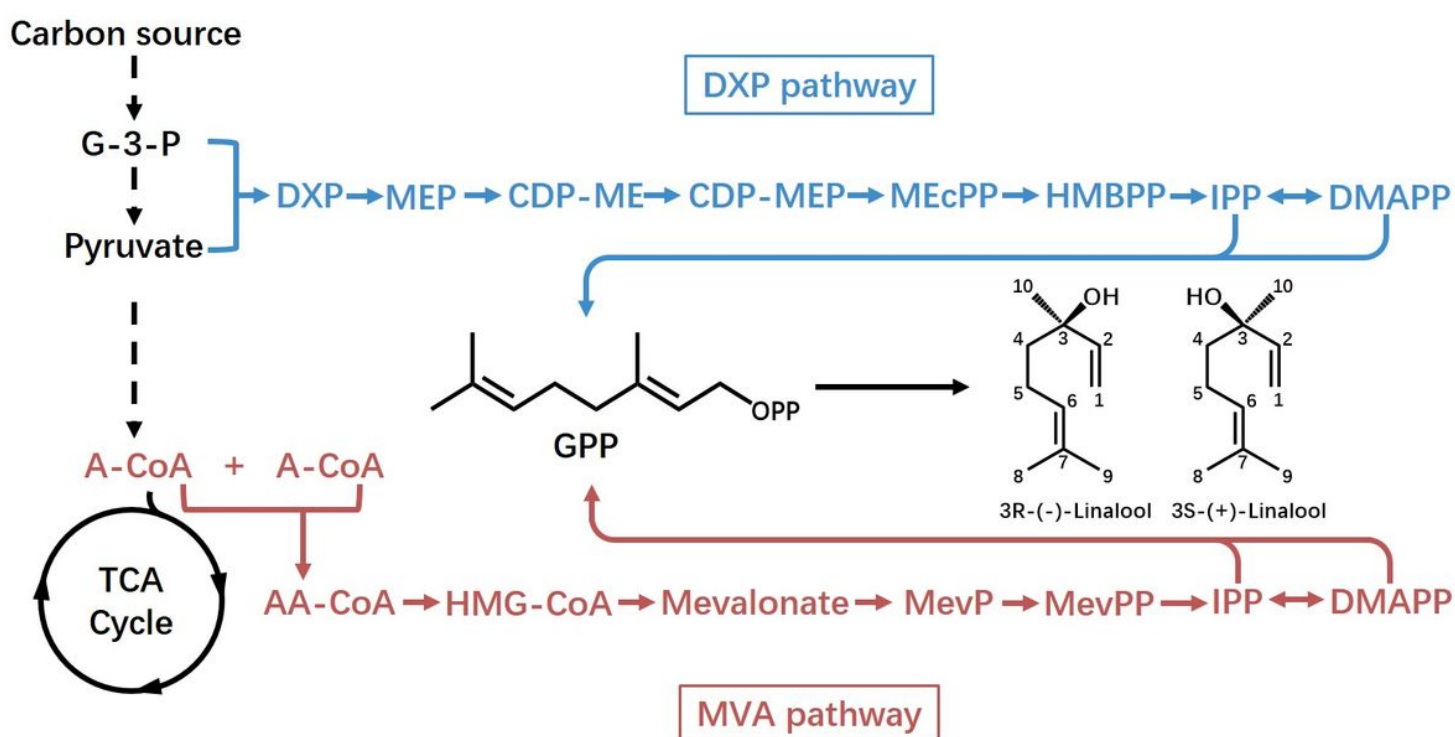 Carbon source
DXP pathway
G-3-P
Pyruvate
DXP MEP CDP-ME CDP-MEP MEcPP HMBPP IPP DMAPP
GPP
OPP
10 OH
4 3 2
5 6 1
7
8 9
3R-(-)-Linalool
HO 10
4 3 2
5 6 1
7
8 9
3S-(+)-Linalool
A-CoA + A-CoA
TCA
Cycle
AA-CoA HMG-CoA Mevalonate MevP MevPP IPP DMAPP
MVA pathway